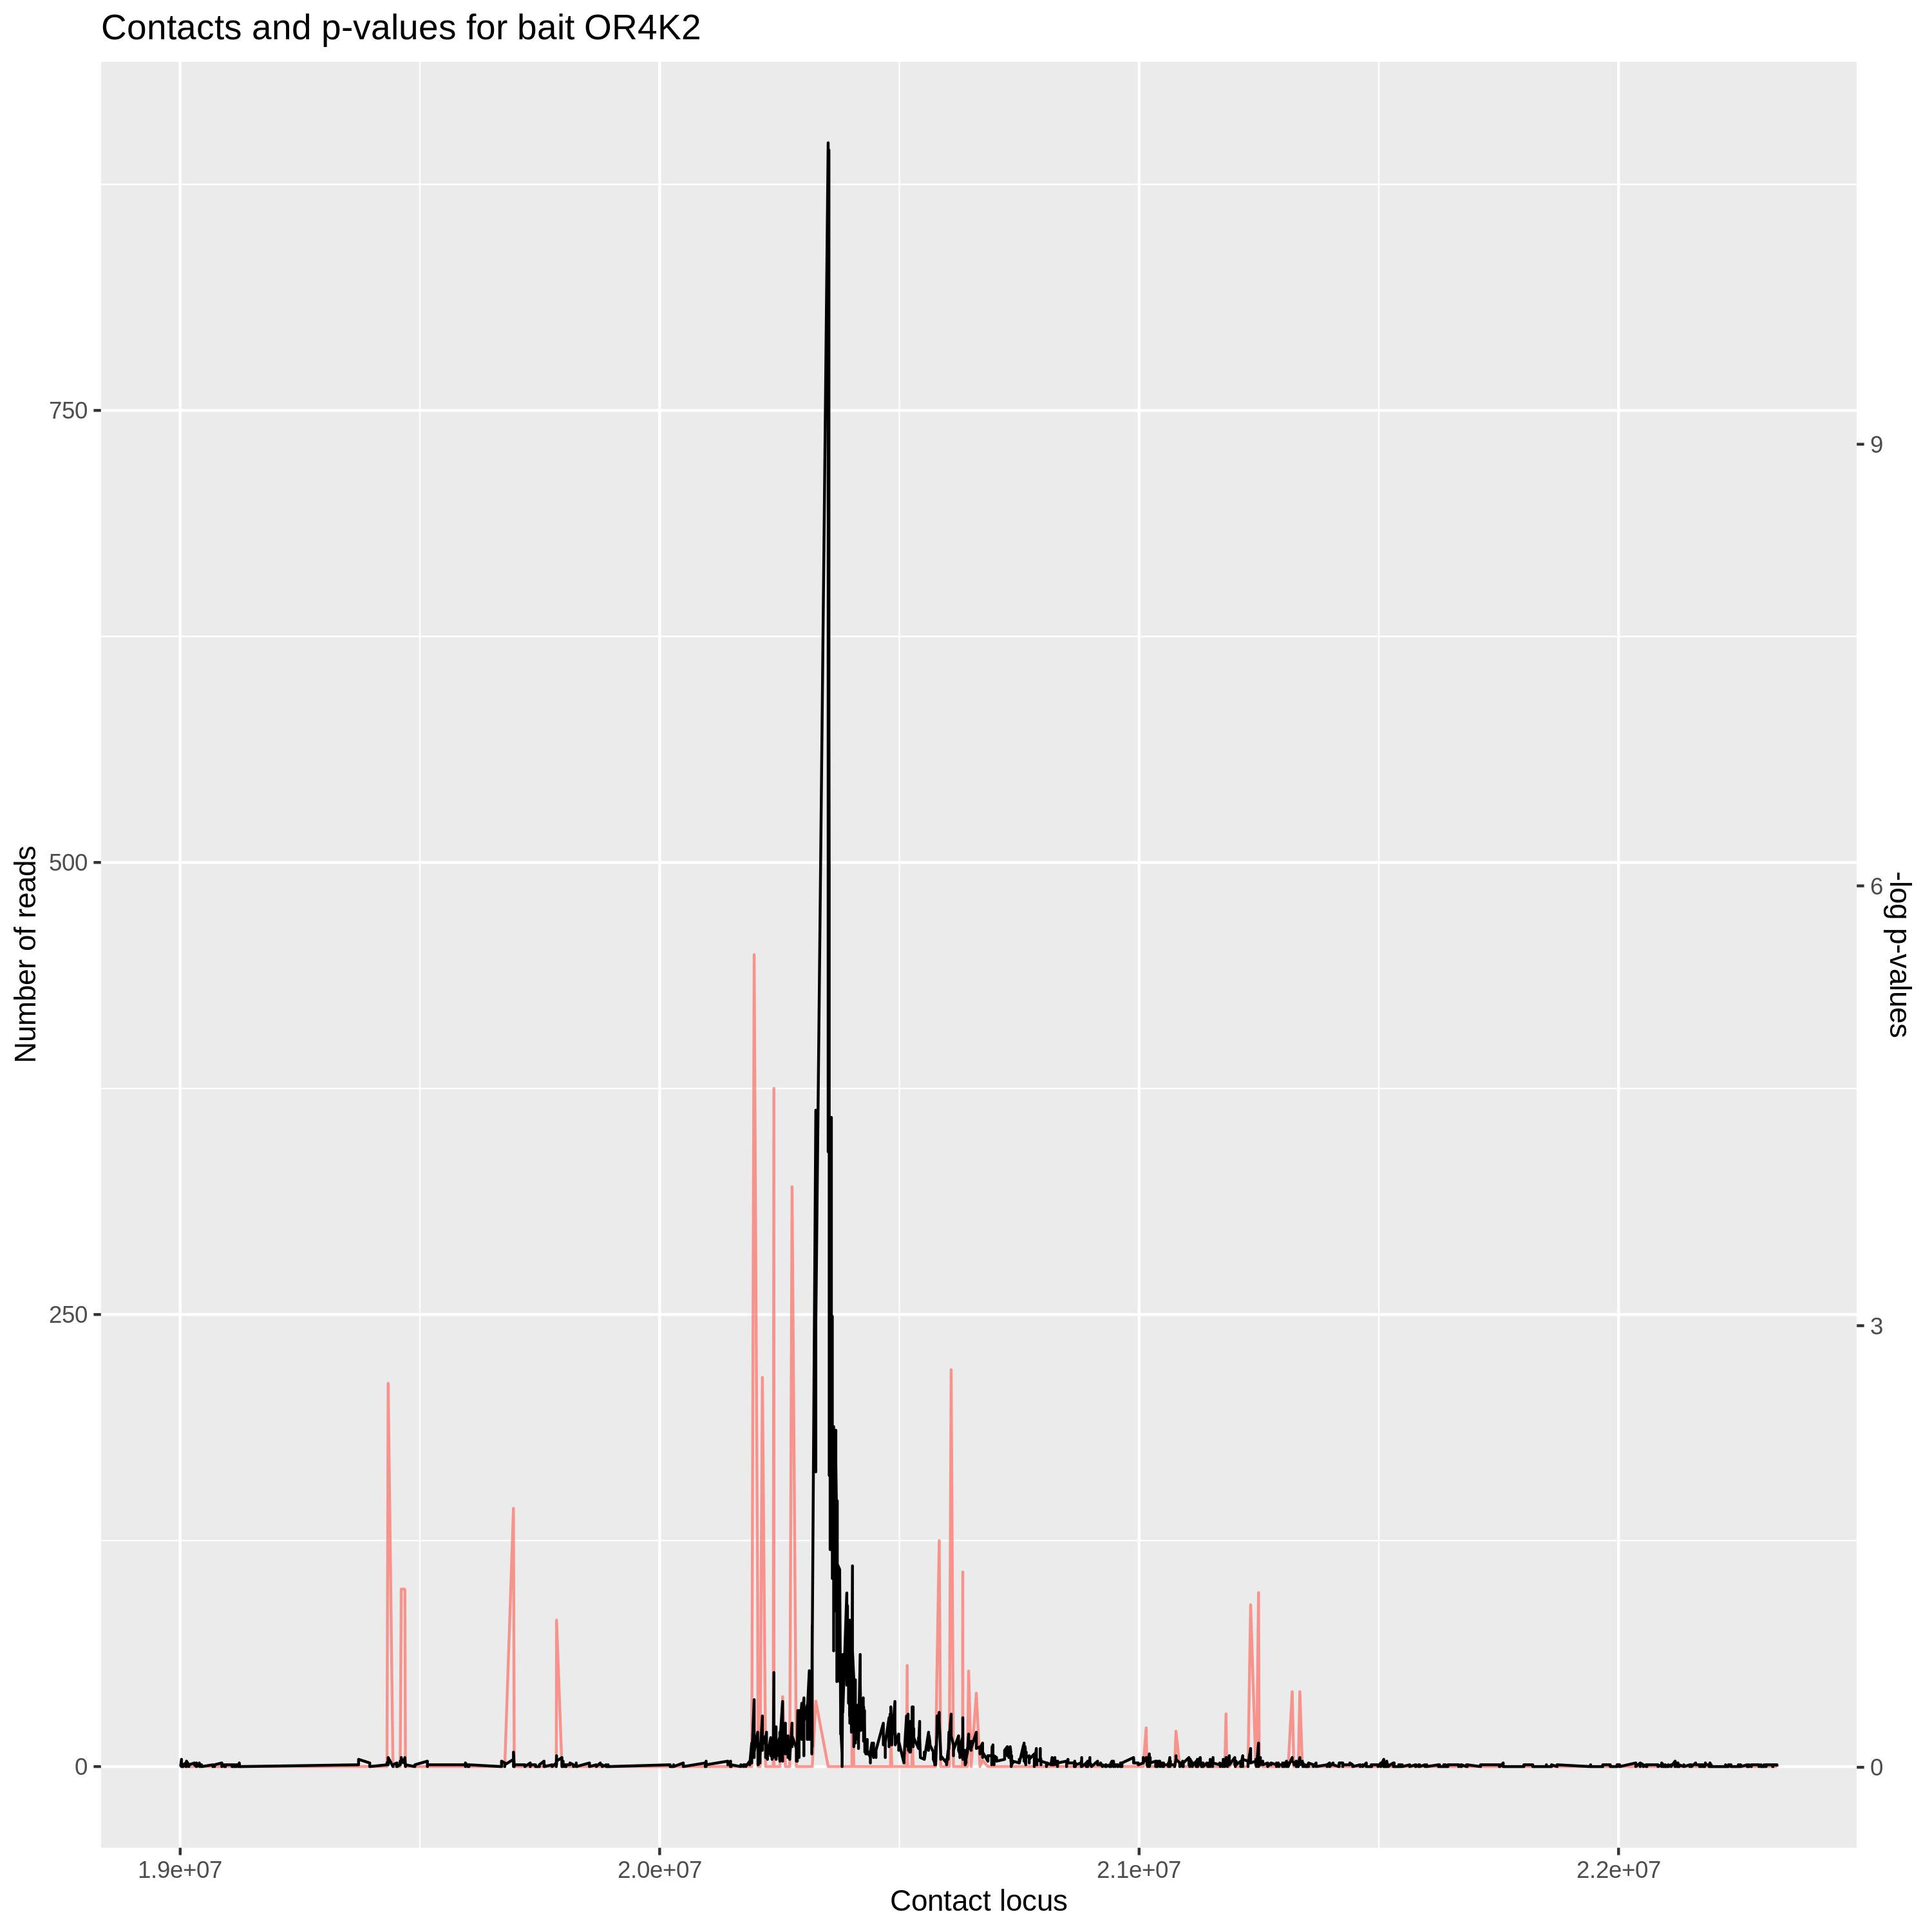 Contacts and p-values for bait OR4K2
Number of reads
750
500
250
0
9
6
3
0
-log p-values
1.9e+07
2.0e+07
2.1e+07
2.2e+07
Contact locus